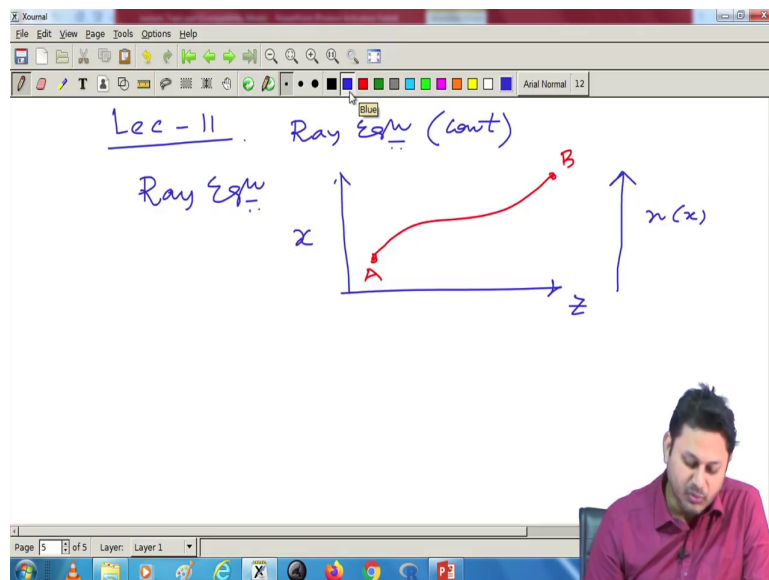 Xournal
File Edit View Page Tools Options Help
Arial Normal 12
Blue
Lec - 11. Ray Eqn (cont)
Ray Eqn
B
x
n(x)
A
z
Page 5 of 5 Layer: Layer 1